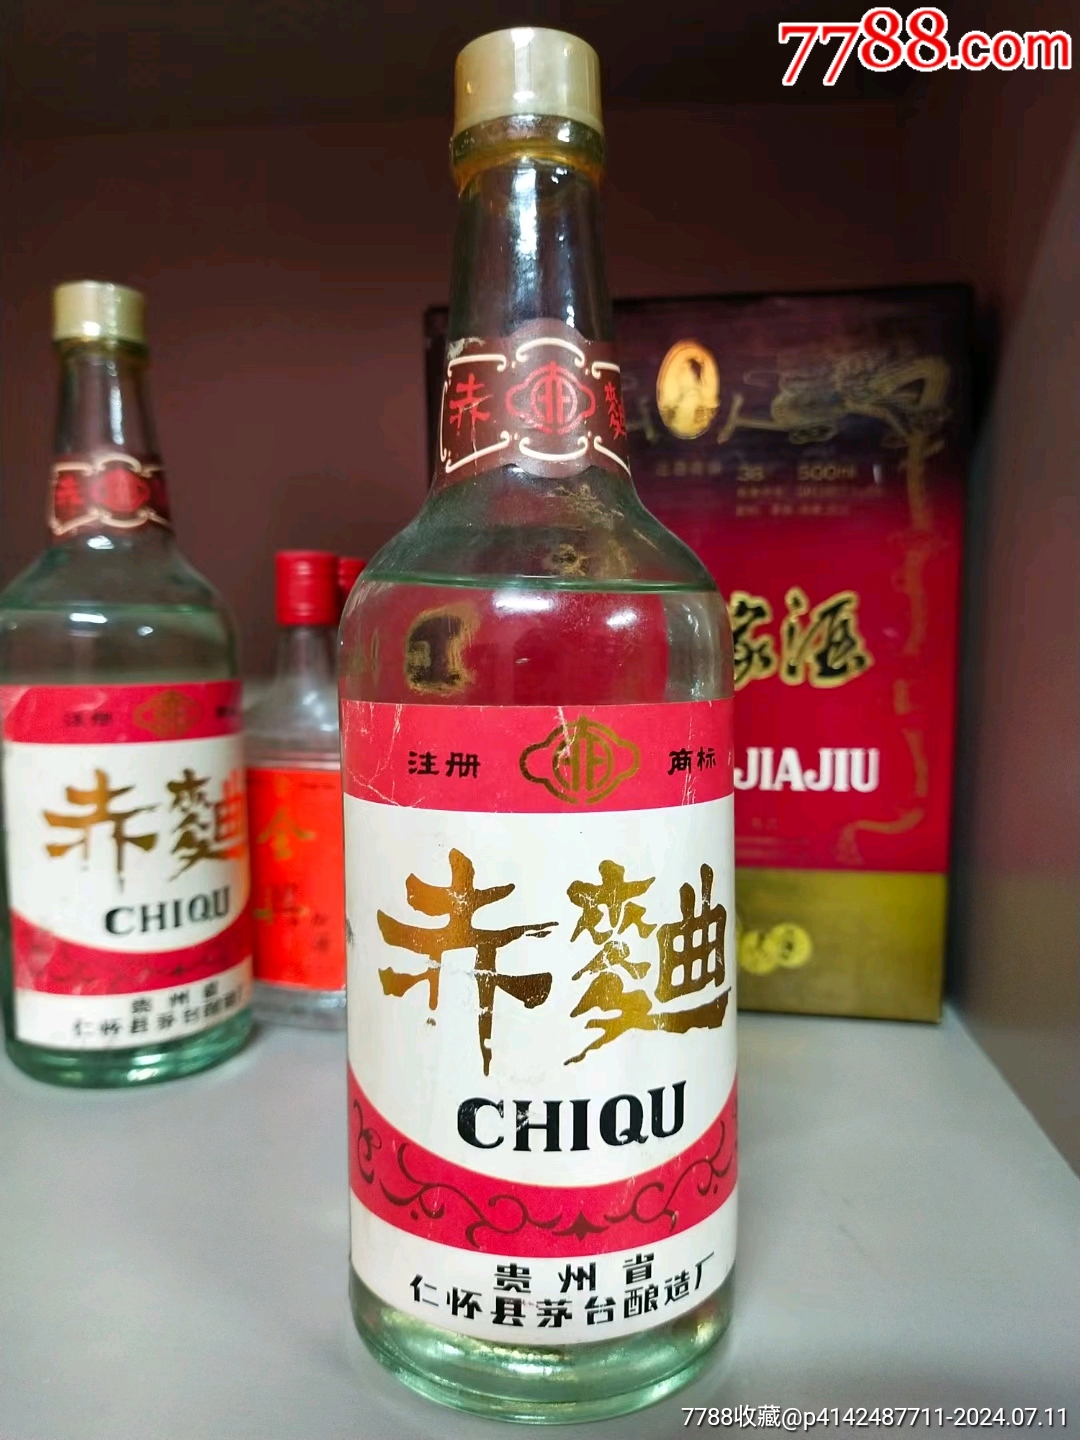 7788.com
赤 麯
注册 商标
赤麯
CHIQU
贵州省
仁怀县茅台酿造厂
赤
注册
赤麯
CHIQU
贵州省
仁怀县茅台酿造厂
金
38 500ml
人
家酒
JIAJIU
7788收藏@p4142487711-2024.07.11